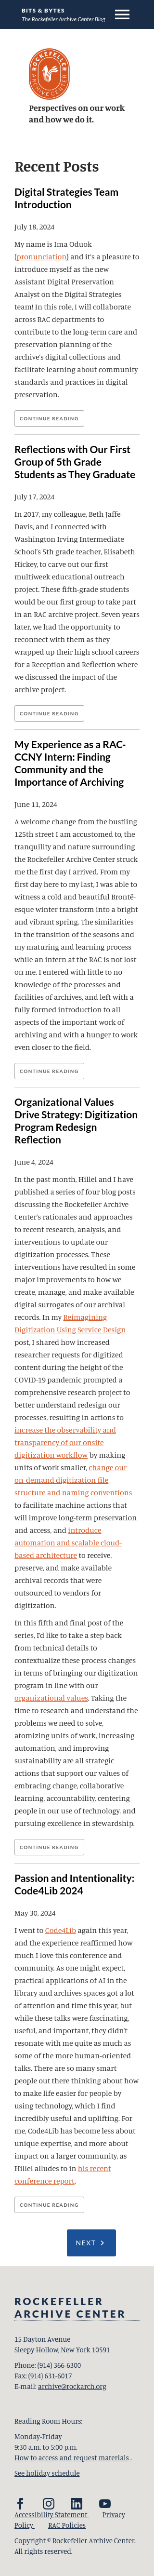 BITS & BYTES
The Rockefeller Archive Center Blog
Perspectives on our work
and how we do it.
Recent Posts
Digital Strategies Team
Introduction
July 18, 2024
My name is Ima Oduok
(pronunciation) and it's a pleasure to
introduce myself as the new
Assistant Digital Preservation
Analyst on the Digital Strategies
team! In this role, I will collaborate
across RAC departments to
contribute to the long-term care and
preservation planning of the
archive's digital collections and
facilitate learning about community
standards and practices in digital
preservation.
CONTINUE READING
Reflections with Our First
Group of 5th Grade
Students as They Graduate
July 17, 2024
In 2017, my colleague, Beth Jaffe-
Davis, and I connected with
Washington Irving Intermediate
School's 5th grade teacher, Elisabeth
Hickey, to carry out our first
multiweek educational outreach
project. These fifth-grade students
would be our first group to take part
in an RAC archive project. Seven years
later, we had the opportunity to
reconnect with them as they
wrapped up their high school careers
for a Reception and Reflection where
we discussed the impact of the
archive project.
CONTINUE READING
My Experience as a RAC-
CCNY Intern: Finding
Community and the
Importance of Archiving
June 11, 2024
A welcome change from the bustling
125th street I am accustomed to, the
tranquility and nature surrounding
the Rockefeller Archive Center struck
me the first day I arrived. From my
first day here in my last, I was able to
witness a cold and beautiful Brontë-
esque winter transform into a bright
and vibrant spring. This same change
of seasons can also be seen in my
maturing and learning process
while an intern at the RAC is not
on me. I entered with little to no
knowledge of the processes and
facilities of archives, and left with
what I now find to be a well-rounded
foundation. I was exposed to all
aspects of the important work of
archiving and will be hungry to work
even closer to the field.
CONTINUE READING
Organizational Values
Drive Strategy: Digitization
Program Redesign
Reflection
June 4, 2024
In the past month, Hillel and I have
published a series of blog posts
discussing the Rockefeller Archive
Center's rationales and approaches
to recent research, analysis, and
interventions to update our
digitization processes. These
interventions have resulted in some
exciting changes to how we create,
manage, and make available
digitized surrogates of analog
records. In my Reimagining
Digitization Using Service Design
post, I shared how increased
researcher requests for digitized
content during the height of the
COVID-19 pandemic prompted a
comprehensive research project to
better understand and redesign our
process, resulting in an plan to
increase the observability and
transparency of our onsite
digitization workflow by making
units of work smaller, change our
on-demand digitization file
structure and naming conventions
to facilitate machine actions that
will improve long-term preservation
and access, and introduce
automation and scalable cloud-
based architecture to receive,
preserve, and make available
archival records that were
outsourced to vendors for
digitization.
In this fifth and final post of the
series, I'd like to take a step back
from introducing and
contextualizing these process changes
in terms of bringing our digitization
program in line with our
organizational values. Taking the
time to research and understand our
problems we needed to solve,
atomizing units of work, increasing
automation, and improving
sustainability are all strategic
actions that use our values of
embracing change, collaborative
learning, accountability, centering
people in our use of technology, and
pursuing excellence in stewardship.
CONTINUE READING
Passion and Intentionality:
Code4Lib 2024
May 30, 2024
I went to Code4Lib again this year,
and the experience reaffirmed how
much I love this conference and
community. As one might expect,
practical applications of AI in the
library and archives spaces got a lot
of attention and time this year, but
while these sessions were fascinating,
useful, and important, they didn't
resonate with me quite as much as
some of the more human-oriented
talks. There are so many smart
people out there making dedicated
to make life easier for people by
using technology, which I find
incredibly useful and uplifting. For
me, Code4Lib has become less about
mere digital expertise, and more
about impact on a larger community, as
Hillel alludes to in his recent
conference report.
CONTINUE READING
NEXT >
ROCKEFELLER
ARCHIVE CENTER
15 Dayton Avenue
Sleepy Hollow, New York 10591
Phone: (914) 366-6300
Fax: (914) 631-6017
E-mail: archive@rockarch.org
Reading Room Hours:
Monday-Friday
9:30 a.m. to 5:00 p.m.
How to access and request materials.
See holiday schedule
Accessibility Statement Privacy
Policy RAC Policies
Copyright © Rockefeller Archive Center.
All rights reserved.